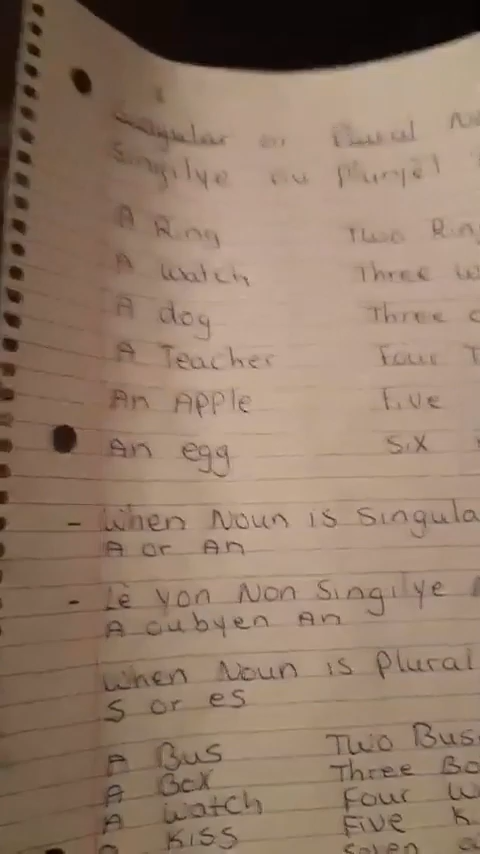 Singular or Plural
Singilye ou Pluryèl
A Ring Two Rin
A watch Three w
A dog Three
A Teacher Four T
An APPle Five
An egg Six
- When Noun is Singula
A or An
- Lè yon Non Singilye
A oubyen An
When Noun is Plural
S or es
A Bus Two Bus
A Box Three Bo
A watch Four W
A Kiss Five K